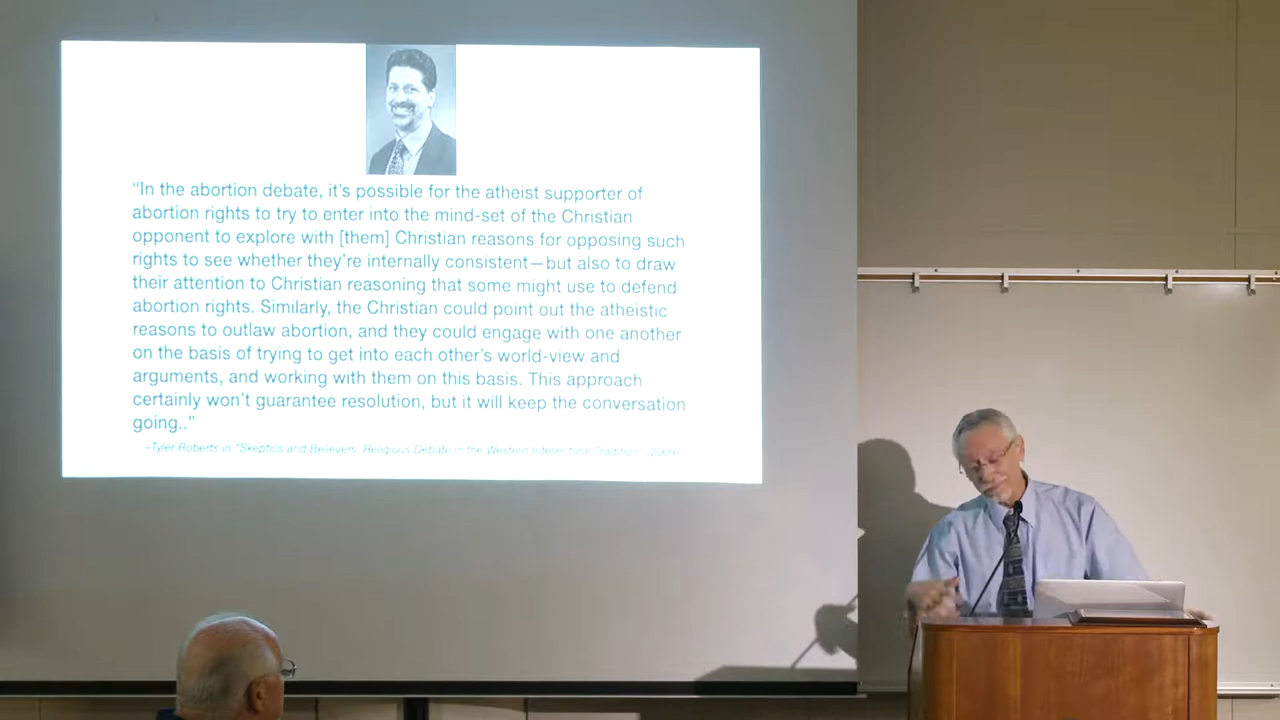 “In the abortion debate, it’s possible for the atheist supporter of
abortion rights to try to enter into the mind-set of the Christian
opponent to explore with [them] Christian reasons for opposing such
rights to see whether they’re internally consistent—but also to draw
their attention to Christian reasoning that some might use to defend
abortion rights. Similarly, the Christian could point out the atheistic
reasons to outlaw abortion, and they could engage with one another
on the basis of trying to get into each other’s world-view and
arguments, and working with them on this basis. This approach
certainly won’t guarantee resolution, but it will keep the conversation
going..”
–Tyler Roberts in “Skeptics and Believers: Religious Debate in the Western Intellectual Tradition” (2009)